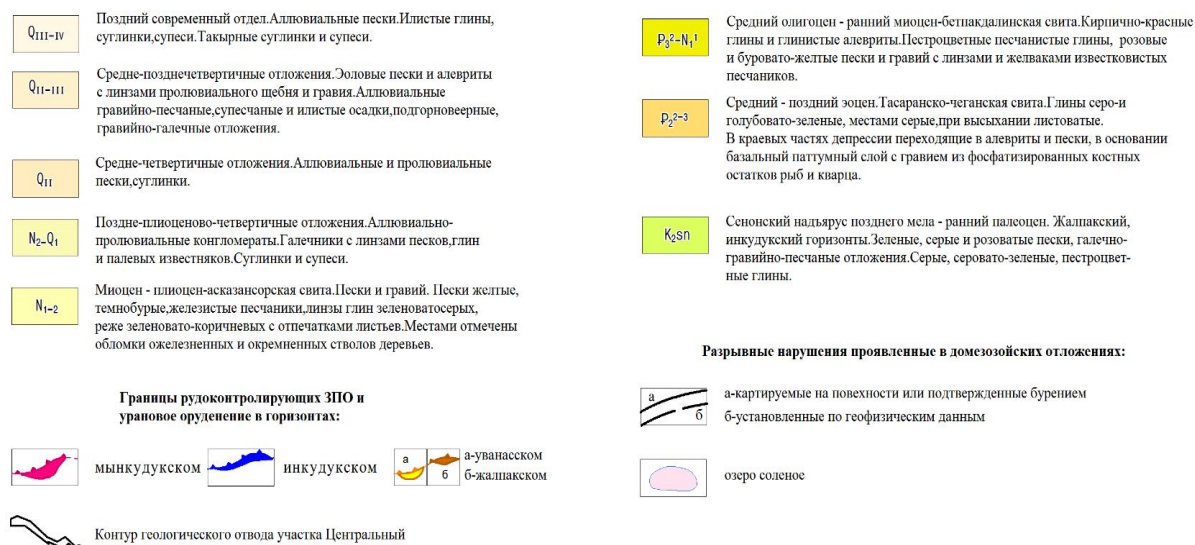 QIII-IV
Поздний современный отдел.Аллювиальные пески.Илистые глины,
суглинки,супеси.Такырные суглинки и супеси.
QII-III
Средне-позднечетвертичные отложения.Эоловые пески и алевриты
с линзами пролювиального щебня и гравия.Аллювиальные
гравийно-песчаные,супесчаные и илистые осадки,подгорновеерные,
гравийно-галечные отложения.
QII
Средне-четвертичные отложения.Аллювиальные и пролювиальные
пески,суглинки.
N2-Q1
Поздне-плиоценово-четвертичные отложения.Аллювиально-
пролювиальные конгломераты.Галечники с линзами песков,глин
и палевых известняков.Суглинки и супеси.
N1-2
Миоцен - плиоцен-асказансорская свита.Пески и гравий. Пески желтые,
темнобурые,железистые песчаники,линзы глин зеленоватосерых,
реже зеленовато-коричневых с отпечатками листьев.Местами отмечены
обломки ожелезненных и окремненных стволов деревьев.
Границы рудоконтролирующих ЗПО и
урановое оруденение в горизонтах:
мынкудукском
инкудукском
а
б
а-уванасском
б-жалпакском
Контур геологического отвода участка Центральный
₽3²-N1¹
Средний олигоцен - ранний миоцен-бетпакдалинская свита.Кирпично-красные
глины и глинистые алевриты.Пестроцветные песчанистые глины, розовые
и буровато-желтые пески и гравий с линзами и желваками известковистых
песчаников.
₽2²⁻³
Средний - поздний эоцен.Тасаранско-чеганская свита.Глины серо-и
голубовато-зеленые, местами серые,при высыхании листоватые.
В краевых частях депрессии переходящие в алевриты и пески, в основании
базальный паттумный слой с гравием из фосфатизированных костных
остатков рыб и кварца.
K2sn
Сенонский надъярус позднего мела - ранний палеоцен. Жалпакский,
инкудукский горизонты.Зеленые, серые и розоватые пески, галечно-
гравийно-песчаные отложения.Серые, серовато-зеленые, пестроцвет-
ные глины.
Разрывные нарушения проявленные в домезозойских отложениях:
а
б
а-картируемые на повехности или подтвержденные бурением
б-установленные по геофизическим данным
озеро соленое